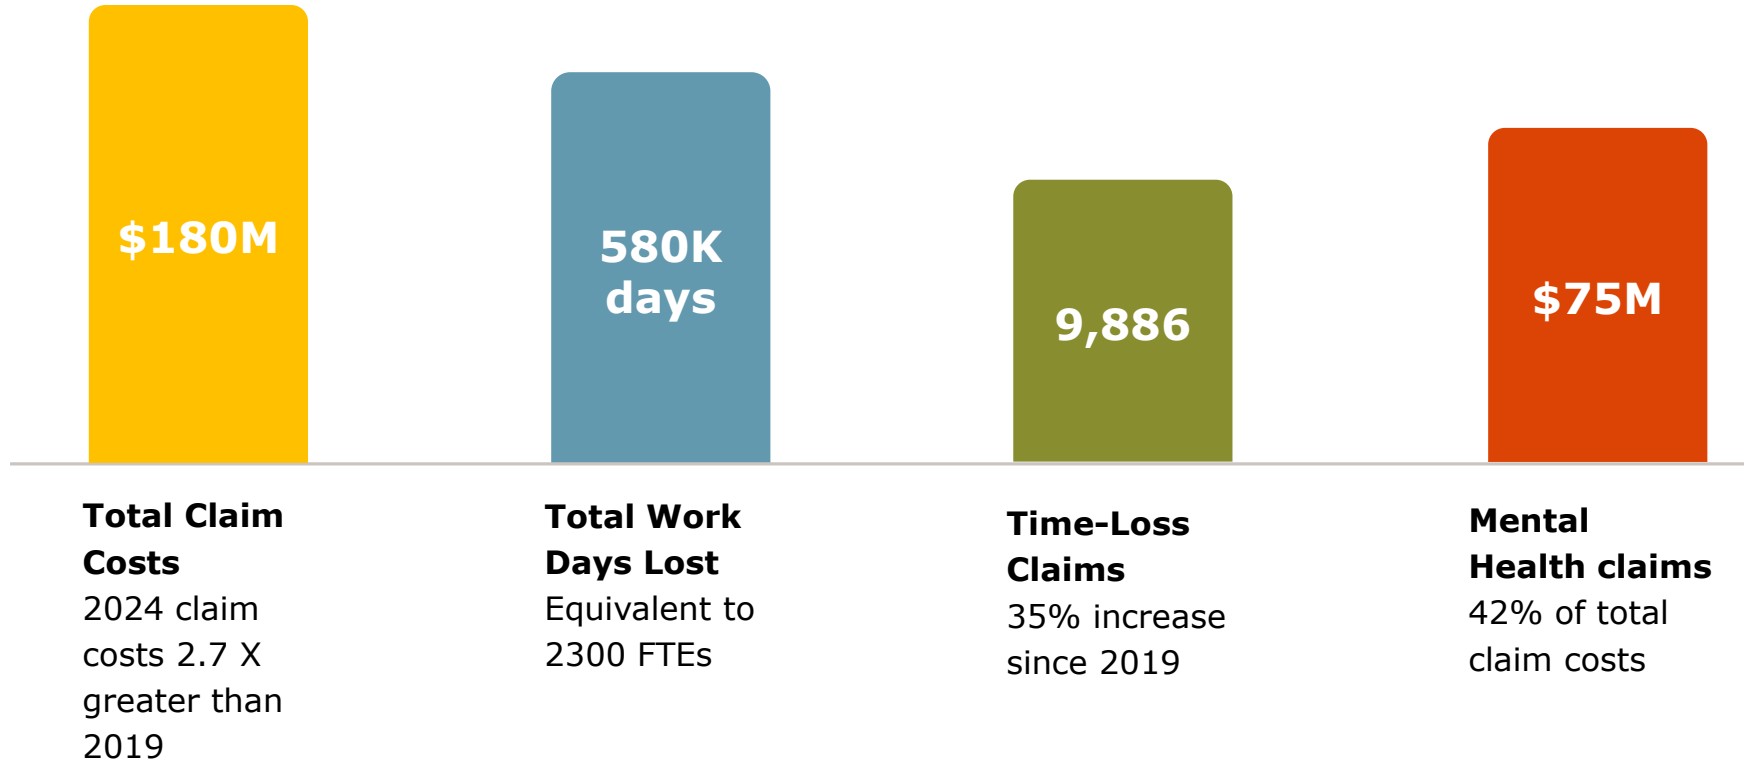 $180M
580K
days
9,886
$75M
Total Claim
Costs
2024 claim
costs 2.7 X
greater than
2019
Total Work
Days Lost
Equivalent to
2300 FTEs
Time-Loss
Claims
35% increase
since 2019
Mental
Health claims
42% of total
claim costs